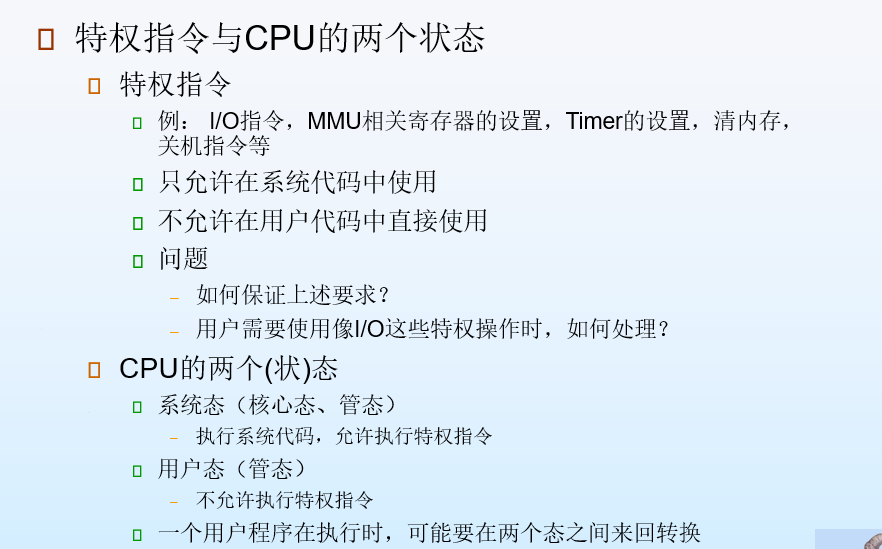 特权指令与CPU的两个状态
特权指令
例： I/O指令，MMU相关寄存器的设置，Timer的设置，清内存，
关机指令等
只允许在系统代码中使用
不允许在用户代码中直接使用
问题
– 如何保证上述要求？
– 用户需要使用像I/O这些特权操作时，如何处理？
CPU的两个(状)态
系统态（核心态、管态）
– 执行系统代码，允许执行特权指令
用户态（管态）
– 不允许执行特权指令
一个用户程序在执行时，可能要在两个态之间来回转换